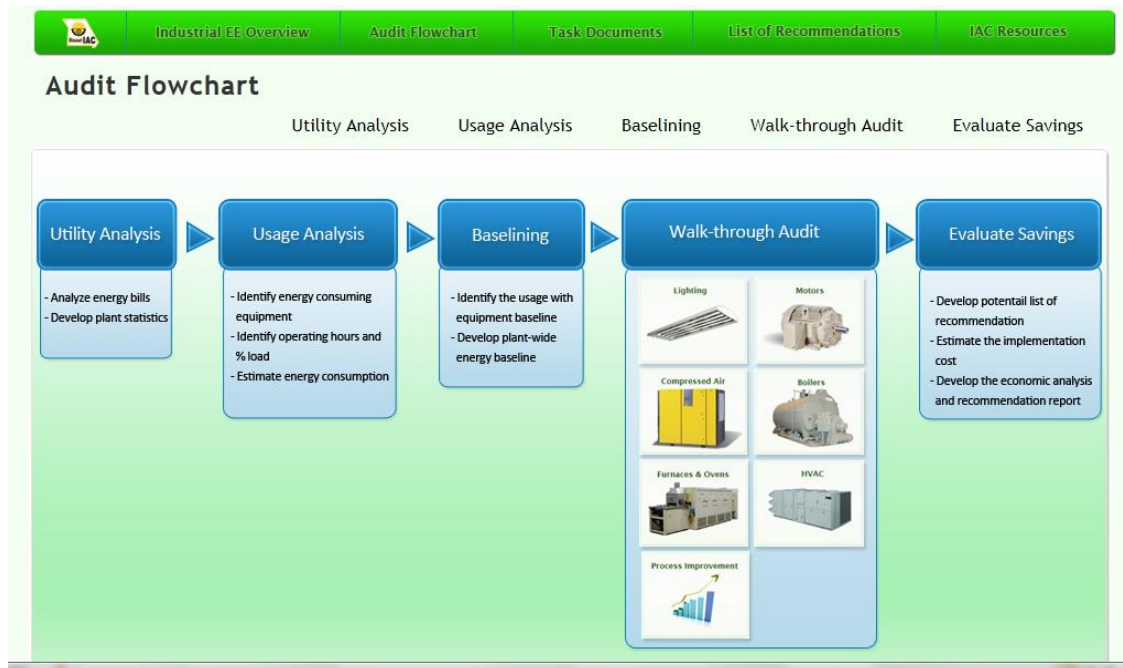 IAC
Industrial EE Overview
Audit Flowchart
Task Documents
List of Recommendations
IAC Resources
Audit Flowchart
Utility Analysis
Usage Analysis
Baselining
Walk-through Audit
Evaluate Savings
Utility Analysis
- Analyze energy bills
- Develop plant statistics
Usage Analysis
- Identify energy consuming
equipment
- Identify operating hours and
% load
- Estimate energy consumption
Baselining
- Identify the usage with
equipment baseline
- Develop plant-wide
energy baseline
Walk-through Audit
Lighting
Motors
Compressed Air
Boilers
Furnaces & Ovens
HVAC
Process Improvement
Evaluate Savings
- Develop potentail list of
recommendation
- Estimate the implementation
cost
- Develop the economic analysis
and recommendation report